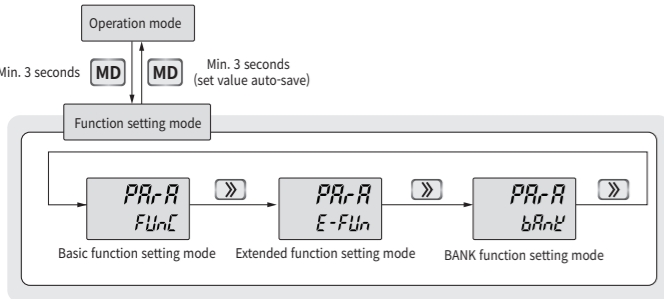 Operation mode
Min. 3 seconds
MD
MD
Min. 3 seconds
(set value auto-save)
Function setting mode
PArA
FUnC
»
PArA
E-FUn
»
PArA
bAnK
»
Basic function setting mode
Extended function setting mode
BANK function setting mode